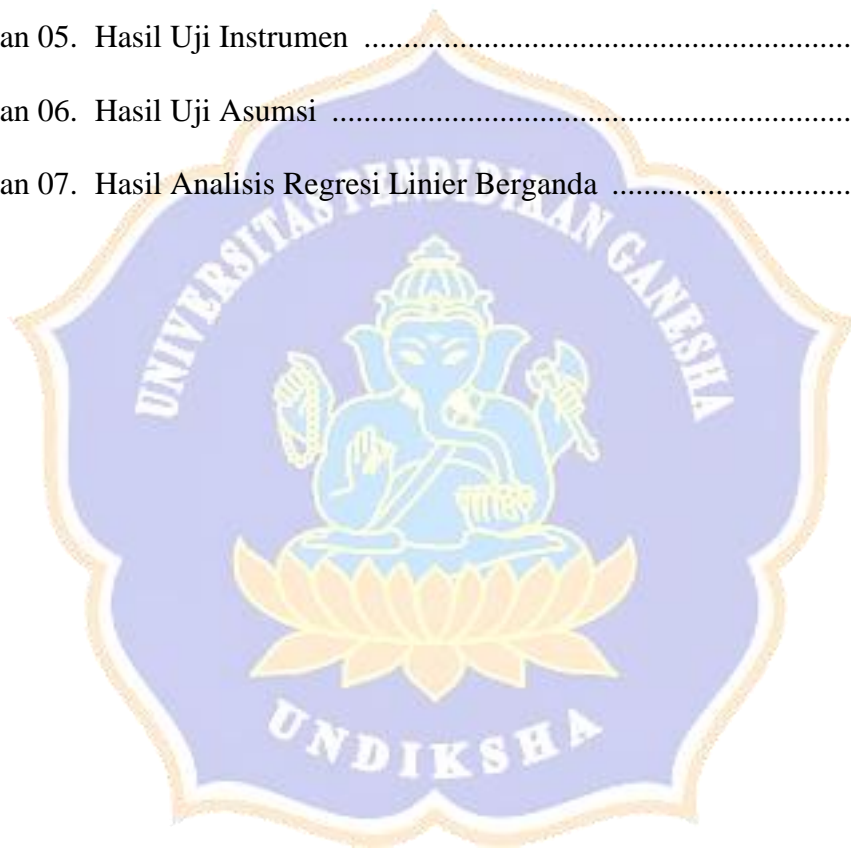 an 05. Hasil Uji Instrumen ............................................................
an 06. Hasil Uji Asumsi ................................................................
an 07. Hasil Analisis Regresi Linier Berganda ..............................
UNIVERSITAS PENDIDIKAN GANESHA
UNDIKSHA